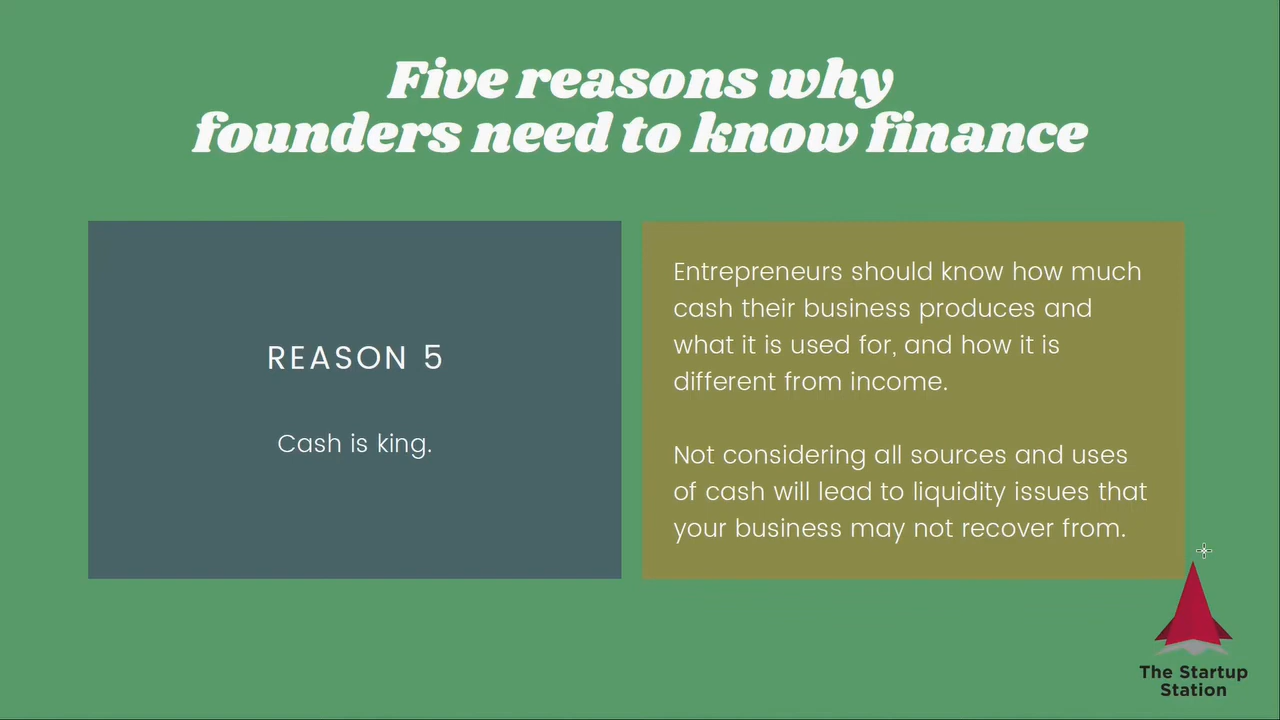 Five reasons why
founders need to know finance
REASON 5
Cash is king.
Entrepreneurs should know how much
cash their business produces and
what it is used for, and how it is
different from income.
Not considering all sources and uses
of cash will lead to liquidity issues that
your business may not recover from.
The Startup
Station